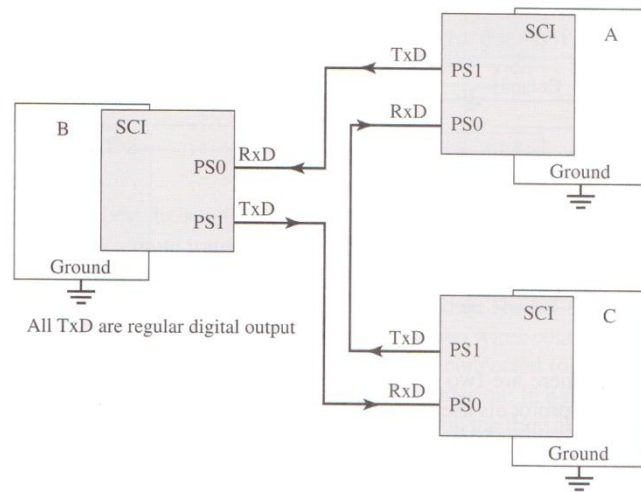 SCI
A
TxD
PS1
RxD
PS0
Ground
B
SCI
RxD
PS0
TxD
PS1
Ground
All TxD are regular digital output
SCI
C
TxD
PS1
RxD
PS0
Ground